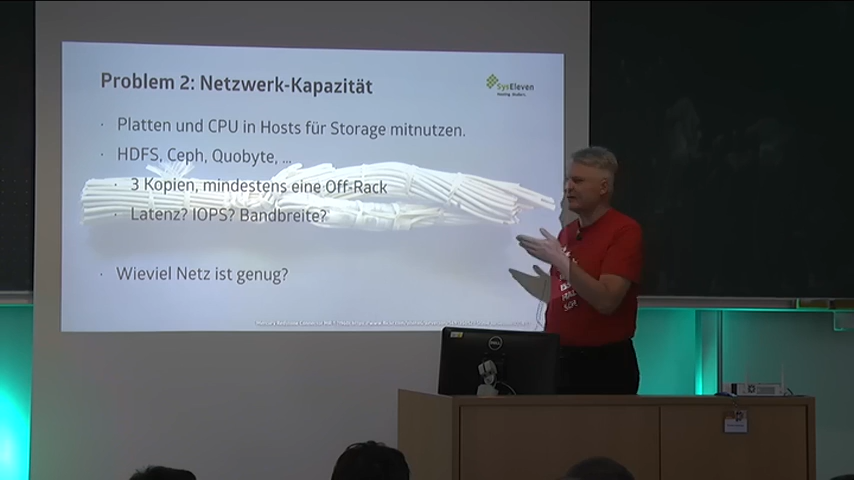 Problem 2: Netzwerk-Kapazität
SysEleven
· Platten und CPU in Hosts für Storage mitnutzen.
· HDFS, Ceph, Quobyte, ...
· 3 Kopien, mindestens eine Off-Rack
· Latenz? IOPS? Bandbreite?
· Wieviel Netz ist genug?
DELL